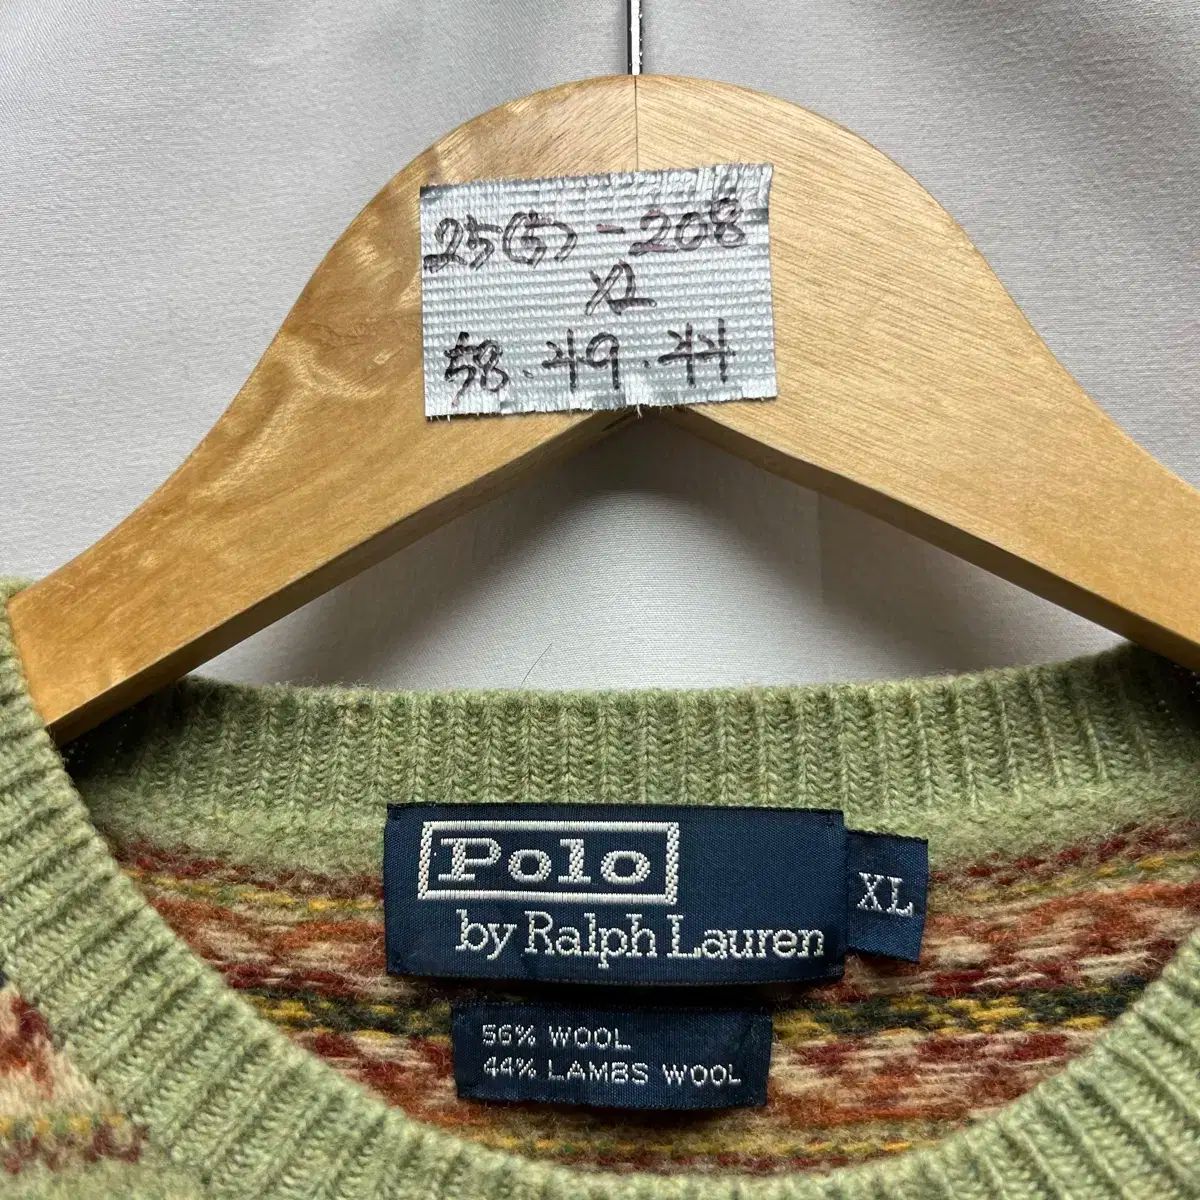 25(5)-208
XL
58.49.44
Polo
by Ralph Lauren
XL
56% WOOL
44% LAMBS WOOL